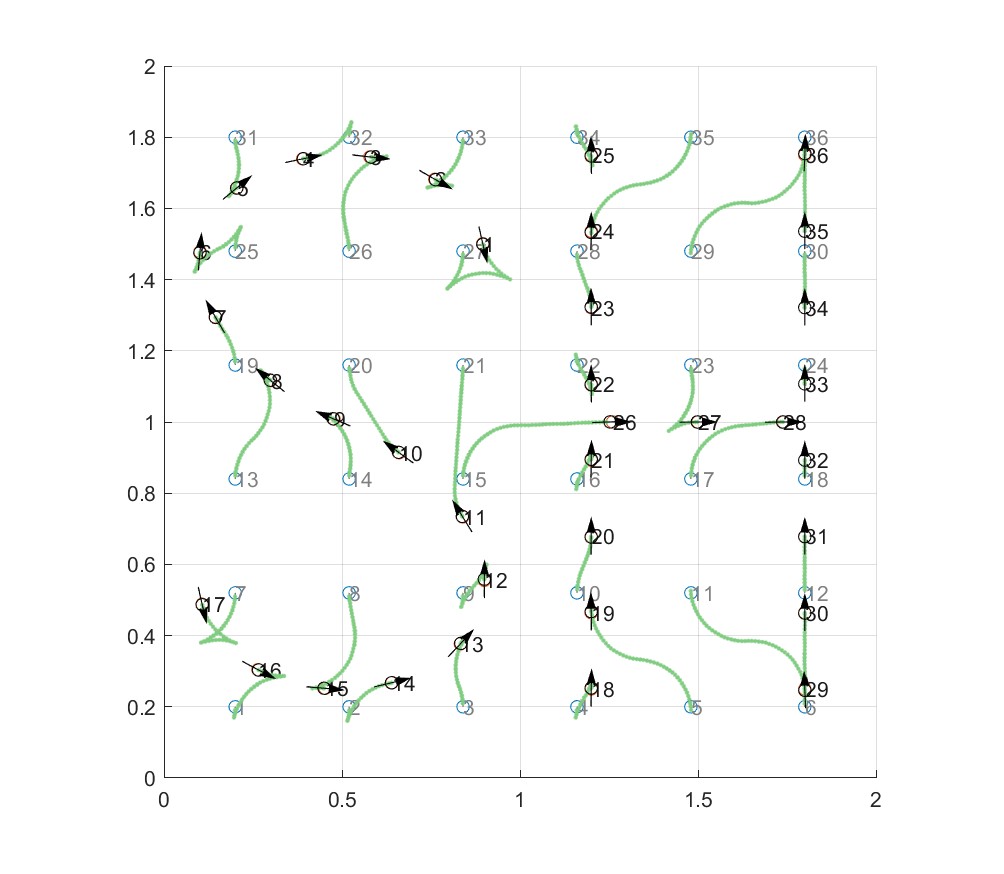 2
1.8
1.6
1.4
1.2
1
0.8
0.6
0.4
0.2
0
0 0.5 1 1.5 2
31 32 33 34 35 36
4 3 25 36
5 2
24 35
6 25 26 27 1 28 29 30
7 23 34
19 20 21 22 23 24
8 22 33
9 26 27 28
10 21 32
13 14 15 16 17 18
11 20 31
12
7 8 9 10 11 12
17 19 30
13
16 15 14 18 29
1 2 3 4 5 6